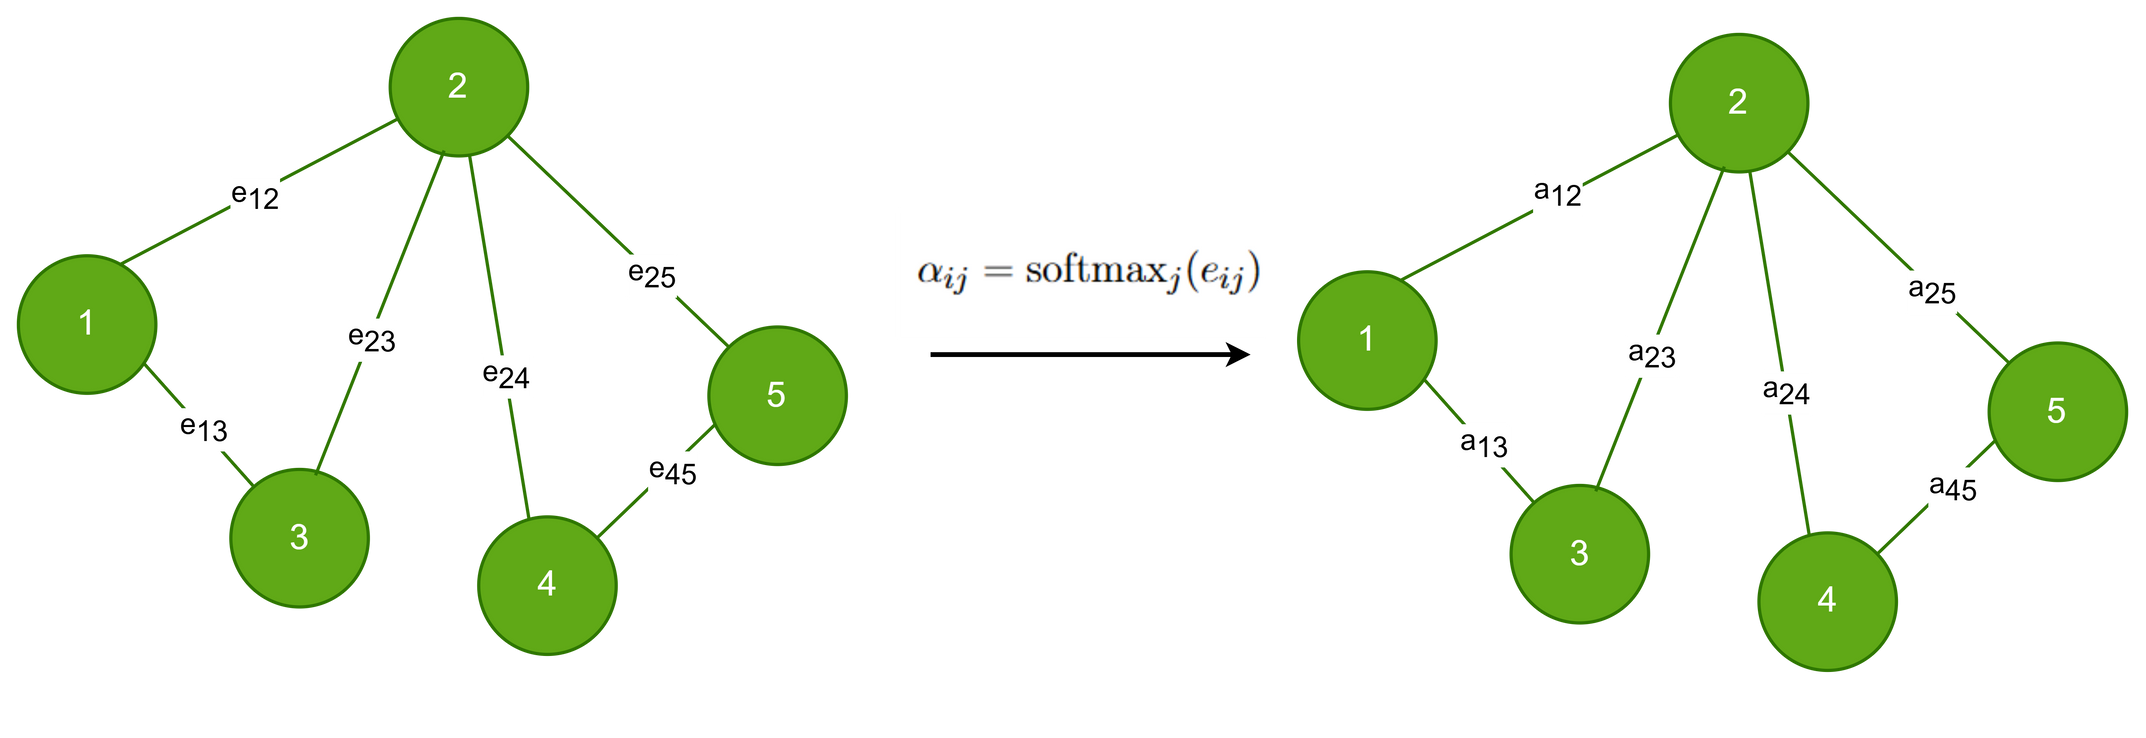 2
e12
e25
1
e23
e24
5
e13
e45
3
4
αij = softmaxj(eij)
2
a12
a25
1
a23
a24
5
a13
a45
3
4